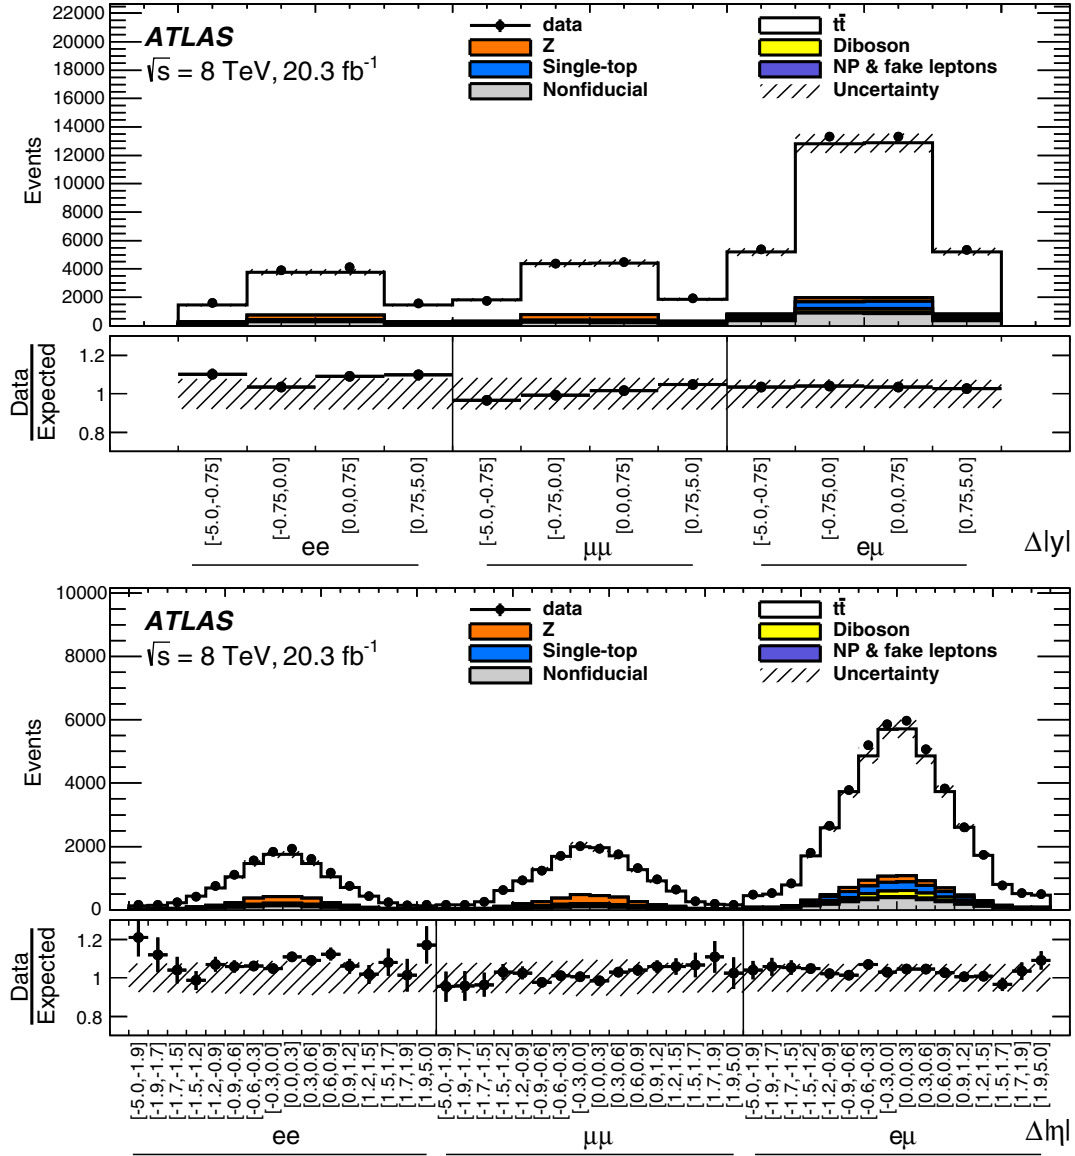 22000
20000
18000
16000
14000
12000
10000
8000
6000
4000
2000
0
Events
ATLAS
√s = 8 TeV, 20.3 fb⁻¹
data
Z
Single-top
Nonfiducial
tt̄
Diboson
NP & fake leptons
Uncertainty
1.2
1
0.8
Data
Expected
[-5.0,-0.75]
[-0.75,0.0]
[0.0,0.75]
[0.75,5.0]
[-5.0,-0.75]
[-0.75,0.0]
[0.0,0.75]
[0.75,5.0]
[-5.0,-0.75]
[-0.75,0.0]
[0.0,0.75]
[0.75,5.0]
ee
μμ
eμ
Δ|y|
10000
8000
6000
4000
2000
0
Events
ATLAS
√s = 8 TeV, 20.3 fb⁻¹
data
Z
Single-top
Nonfiducial
tt̄
Diboson
NP & fake leptons
Uncertainty
1.2
1
0.8
Data
Expected
[-5.0,-1.9]
[-1.9,-1.7]
[-1.7,-1.5]
[-1.5,-1.2]
[-1.2,-0.9]
[-0.9,-0.6]
[-0.6,-0.3]
[-0.3,0.0]
[0.0,0.3]
[0.3,0.6]
[0.6,0.9]
[0.9,1.2]
[1.2,1.5]
[1.5,1.7]
[1.7,1.9]
[1.9,5.0]
[-5.0,-1.9]
[-1.9,-1.7]
[-1.7,-1.5]
[-1.5,-1.2]
[-1.2,-0.9]
[-0.9,-0.6]
[-0.6,-0.3]
[-0.3,0.0]
[0.0,0.3]
[0.3,0.6]
[0.6,0.9]
[0.9,1.2]
[1.2,1.5]
[1.5,1.7]
[1.7,1.9]
[1.9,5.0]
[-5.0,-1.9]
[-1.9,-1.7]
[-1.7,-1.5]
[-1.5,-1.2]
[-1.2,-0.9]
[-0.9,-0.6]
[-0.6,-0.3]
[-0.3,0.0]
[0.0,0.3]
[0.3,0.6]
[0.6,0.9]
[0.9,1.2]
[1.2,1.5]
[1.5,1.7]
[1.7,1.9]
[1.9,5.0]
ee
μμ
eμ
Δ|η|